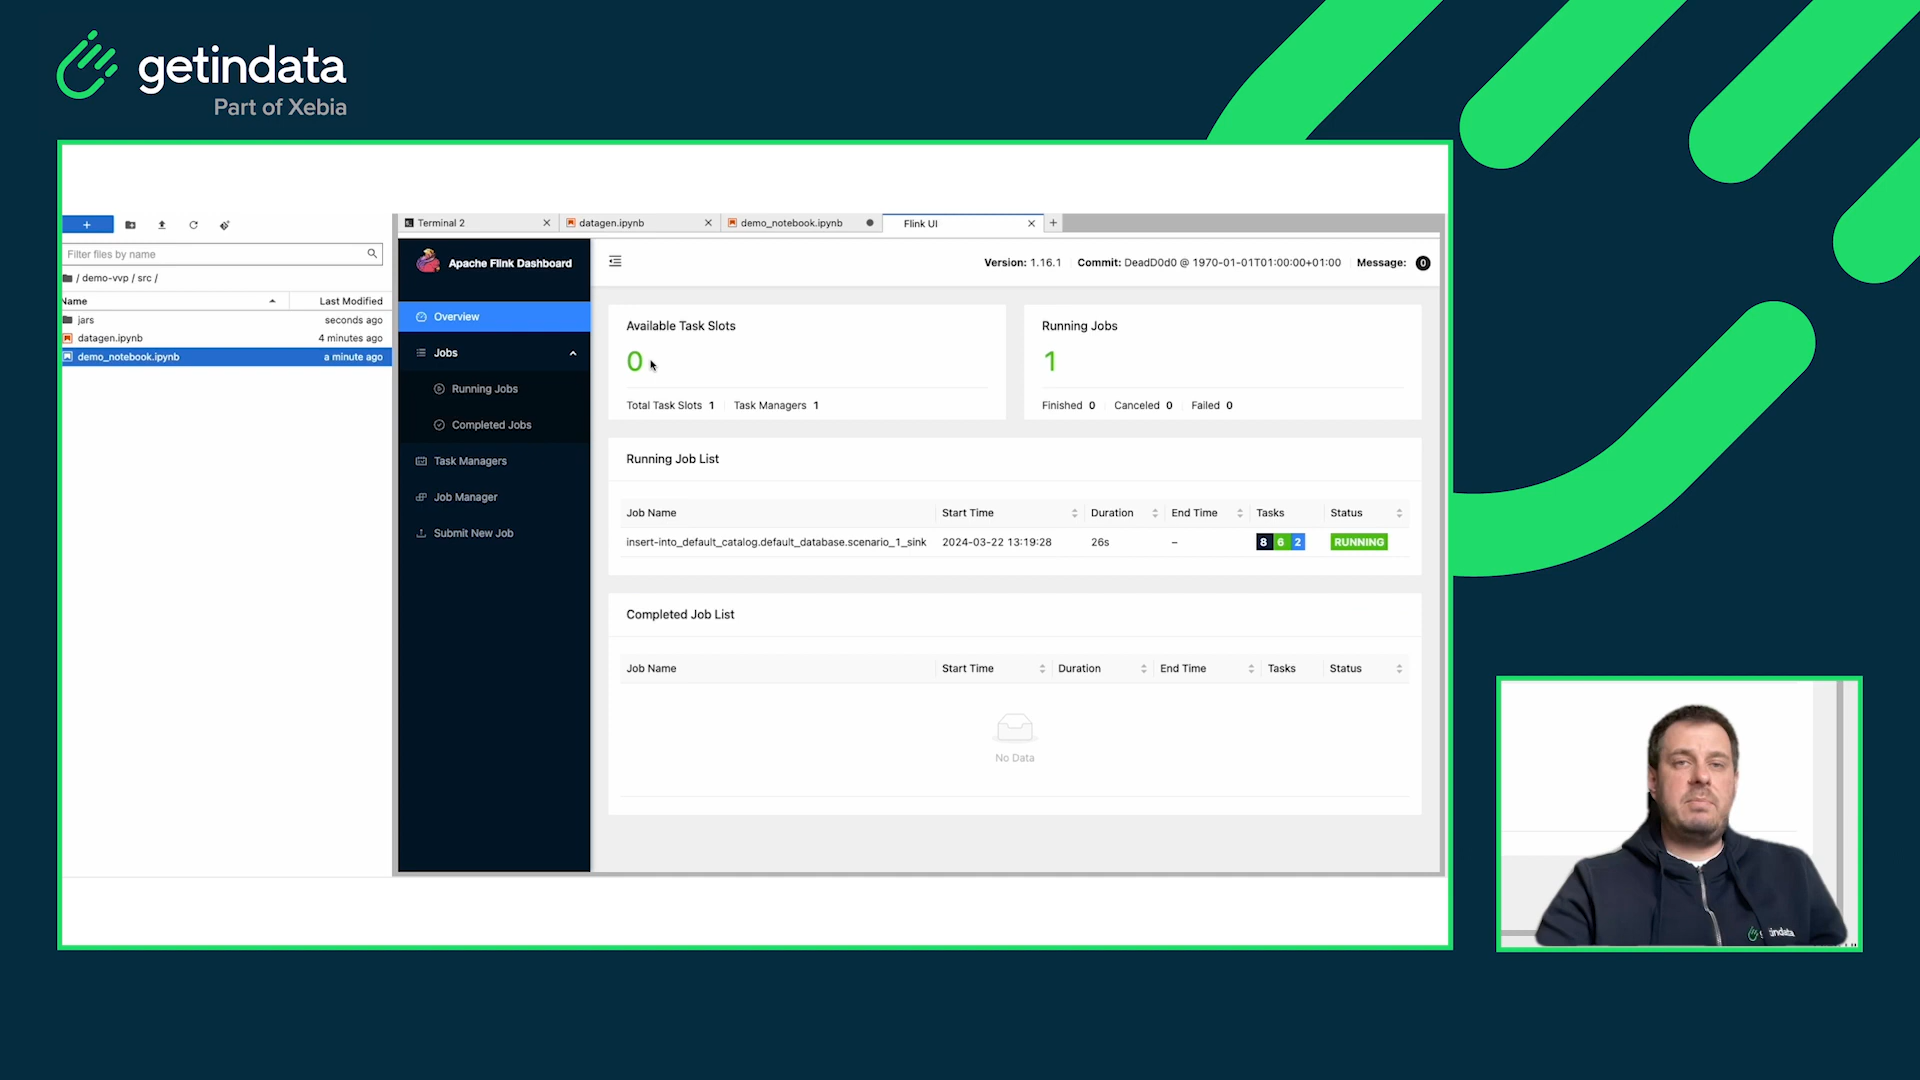 getindata
Part of Xebia
Terminal 2
datagen.ipynb
demo_notebook.ipynb
Flink UI
Filter files by name
/ demo-vvp / src /
Name
Last Modified
jars
seconds ago
datagen.ipynb
4 minutes ago
demo_notebook.ipynb
a minute ago
Apache Flink Dashboard
Overview
Jobs
Running Jobs
Completed Jobs
Task Managers
Job Manager
Submit New Job
Version: 1.16.1 Commit: DeadD0d0 @ 1970-01-01T01:00:00+01:00 Message: 0
Available Task Slots
0
Total Task Slots 1 Task Managers 1
Running Jobs
1
Finished 0 Canceled 0 Failed 0
Running Job List
Job Name Start Time Duration End Time Tasks Status
insert-into_default_catalog.default_database.scenario_1_sink 2024-03-22 13:19:28 26s – 8 6 2 RUNNING
Completed Job List
Job Name Start Time Duration End Time Tasks Status
No Data